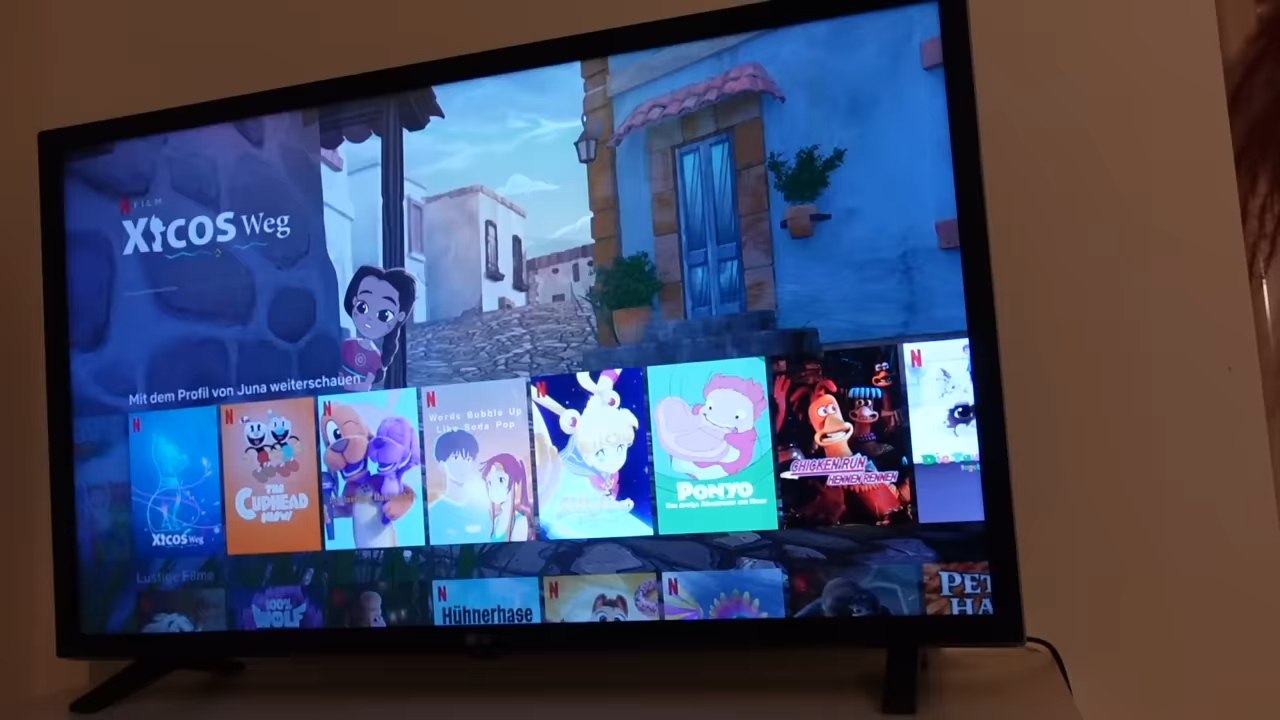 N FILM
XICOS Weg
Mit dem Profil von Juna weiterschauen
N
XICOS Weg
N
THE
CUPHEAD
SHOW!
N
N
Words Bubble Up
Like Soda Pop
N
PONYO
Das große Abenteuer am Meer
CHICKEN RUN
HENNEN RENNEN
N
Lustige Filme
100%
WOLF
N
Hühnerhase
N
N
PET
HA